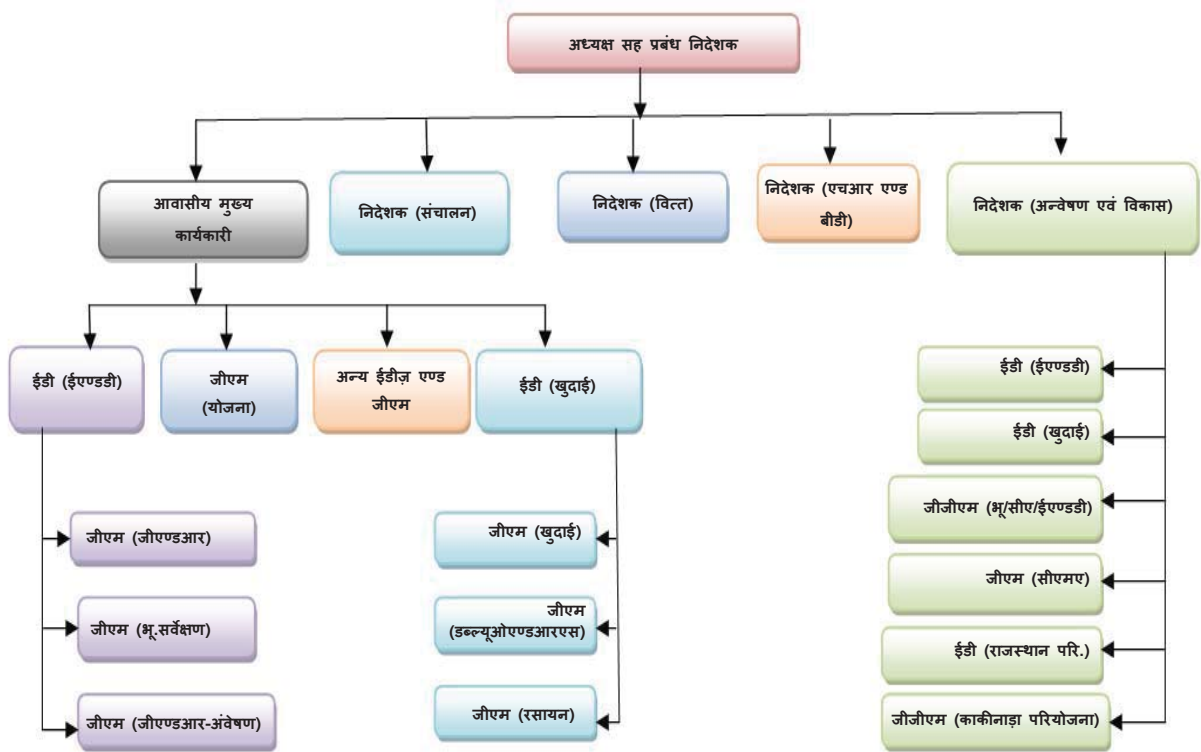 अध्यक्ष सह प्रबंध निदेशक
आवासीय मुख्य
कार्यकारी
निदेशक (संचालन)
निदेशक (वित्त)
निदेशक (एचआर एण्ड
बीडी)
निदेशक (अन्वेषण एवं विकास)
ईडी (ईएण्डडी)
जीएम
(योजना)
अन्य ईडीज़ एण्ड
जीएम
ईडी (खुदाई)
जीएम (जीएण्डआर)
जीएम (भू.सर्वेक्षण)
जीएम (जीएण्डआर-अंवेषण)
जीएम (खुदाई)
जीएम
(डब्ल्यूओएण्डआरएस)
जीएम (रसायन)
ईडी (ईएण्डडी)
ईडी (खुदाई)
जीजीएम (भू/सीए/ईएण्डडी)
जीएम (सीएमए)
ईडी (राजस्थान परि.)
जीजीएम (काकीनाड़ा परियोजना)